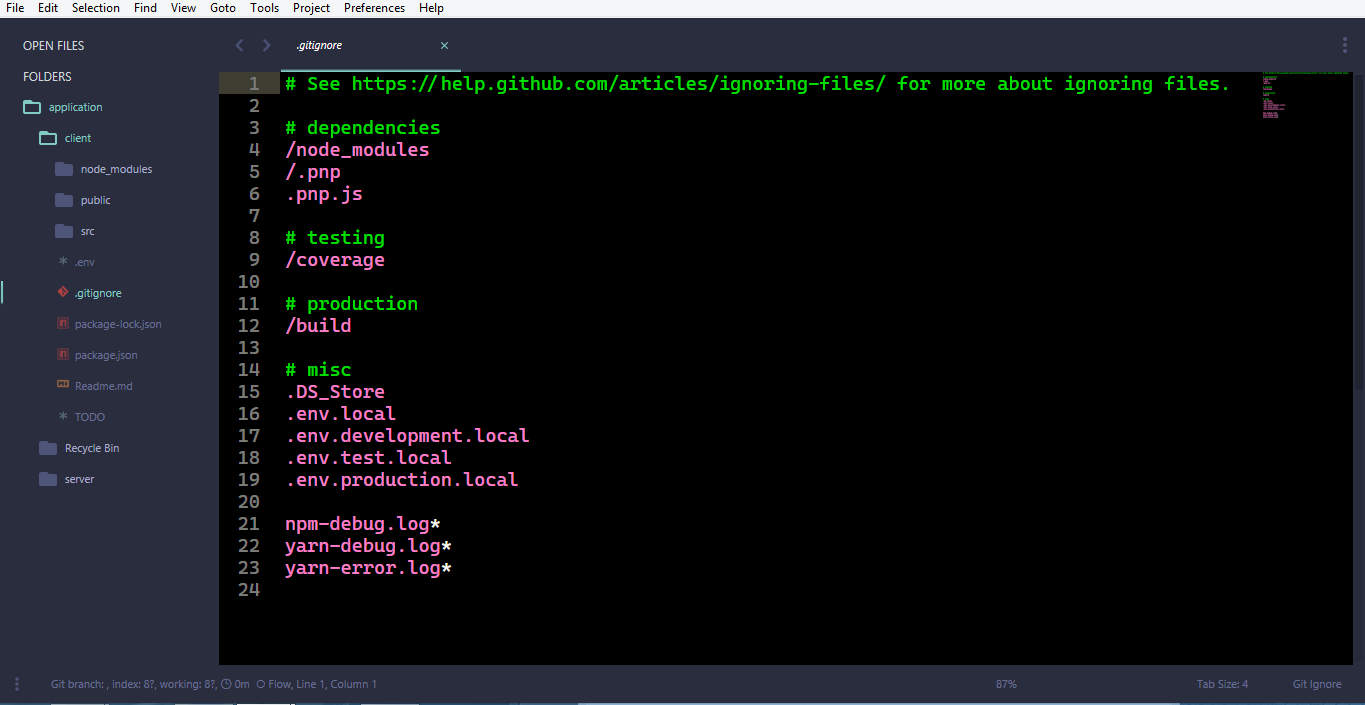 File Edit Selection Find View Goto Tools Project Preferences Help
OPEN FILES
FOLDERS
application
client
node_modules
public
src
.env
.gitignore
package-lock.json
package.json
Readme.md
TODO
Recycle Bin
server
.gitignore
1 # See https://help.github.com/articles/ignoring-files/ for more about ignoring files.
2
3 # dependencies
4 /node_modules
5 /.pnp
6 .pnp.js
7
8 # testing
9 /coverage
10
11 # production
12 /build
13
14 # misc
15 .DS_Store
16 .env.local
17 .env.development.local
18 .env.test.local
19 .env.production.local
20
21 npm-debug.log*
22 yarn-debug.log*
23 yarn-error.log*
24
Git branch: , index: 8?, working: 8?, 0m Flow, Line 1, Column 1 87% Tab Size: 4 Git Ignore